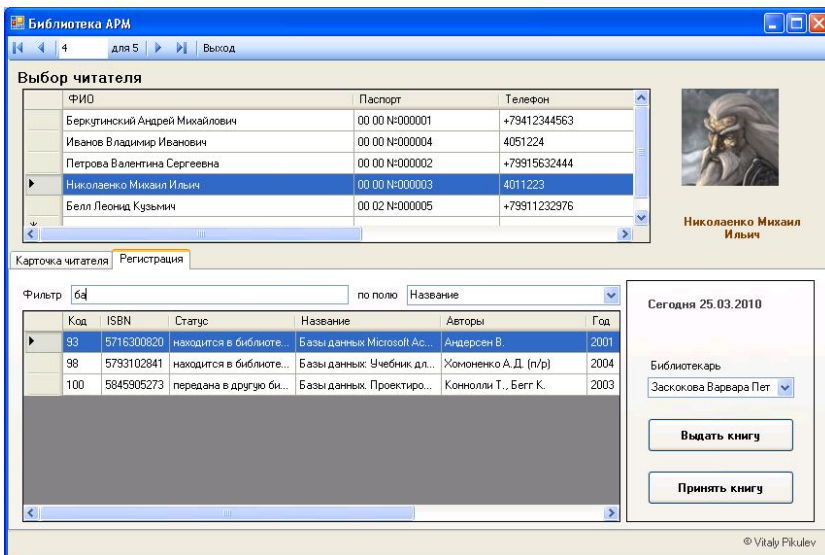 Библиотека АРМ
4 для 5 Выход
Выбор читателя
ФИО Паспорт Телефон
Беркутинский Андрей Михайлович 00 00 №000001 +79412344563
Иванов Владимир Иванович 00 00 №000004 4051224
Петрова Валентина Сергеевна 00 00 №000002 +79915632444
Николаенко Михаил Ильич 00 00 №000003 4011223
Белл Леонид Кузьмич 00 02 №000005 +79911232976
Николаенко Михаил
Ильич
Карточка читателя Регистрация
Фильтр ба по полю Название
Код ISBN Статус Название Авторы Год
93 5716300820 находится в библиоте... Базы данных Microsoft Ac... Андерсен В. 2001
98 5793102841 находится в библиоте... Базы данных: Учебник дл... Хомоненко А.Д. (п/р) 2004
100 5845905273 передана в другую би... Базы данных. Проектиро... Коннолли Т., Бегг К. 2003
Сегодня 25.03.2010
Библиотекарь
Заскокова Варвара Пет
Выдать книгу
Принять книгу
© Vitaly Pikulev